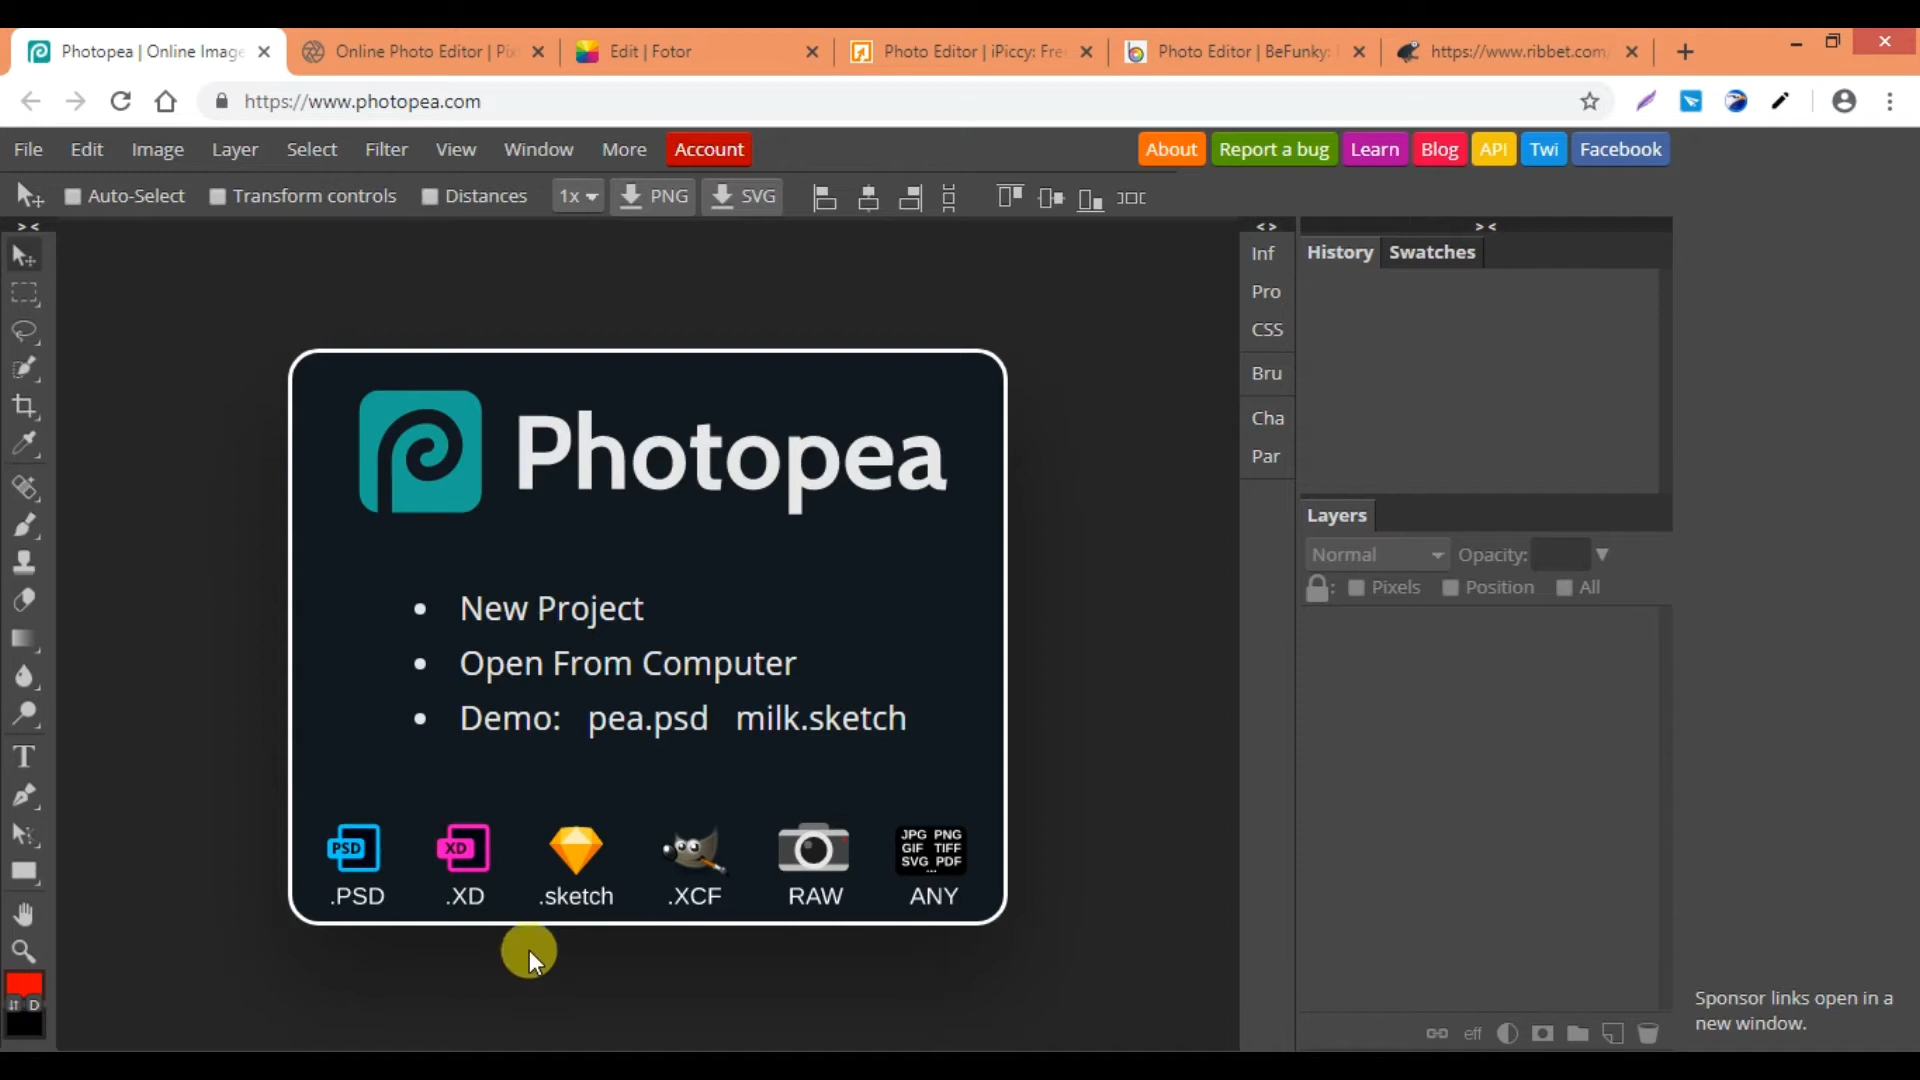 Photopea | Online Image
Online Photo Editor | Pix
Edit | Fotor
Photo Editor | iPiccy: Fre
Photo Editor | BeFunky:
https://www.ribbet.com/
https://www.photopea.com
File Edit Image Layer Select Filter View Window More Account
About Report a bug Learn Blog API Twi Facebook
Auto-Select Transform controls Distances 1x PNG SVG
> <
< >
> <
Inf
Pro
CSS
Bru
Cha
Par
History Swatches
Layers
Normal Opacity:
: Pixels Position All
Photopea
• New Project
• Open From Computer
• Demo: pea.psd milk.sketch
PSD XD
JPG PNG
GIF TIFF
SVG PDF
...
.PSD .XD .sketch .XCF RAW ANY
T
D
eff
Sponsor links open in a
new window.